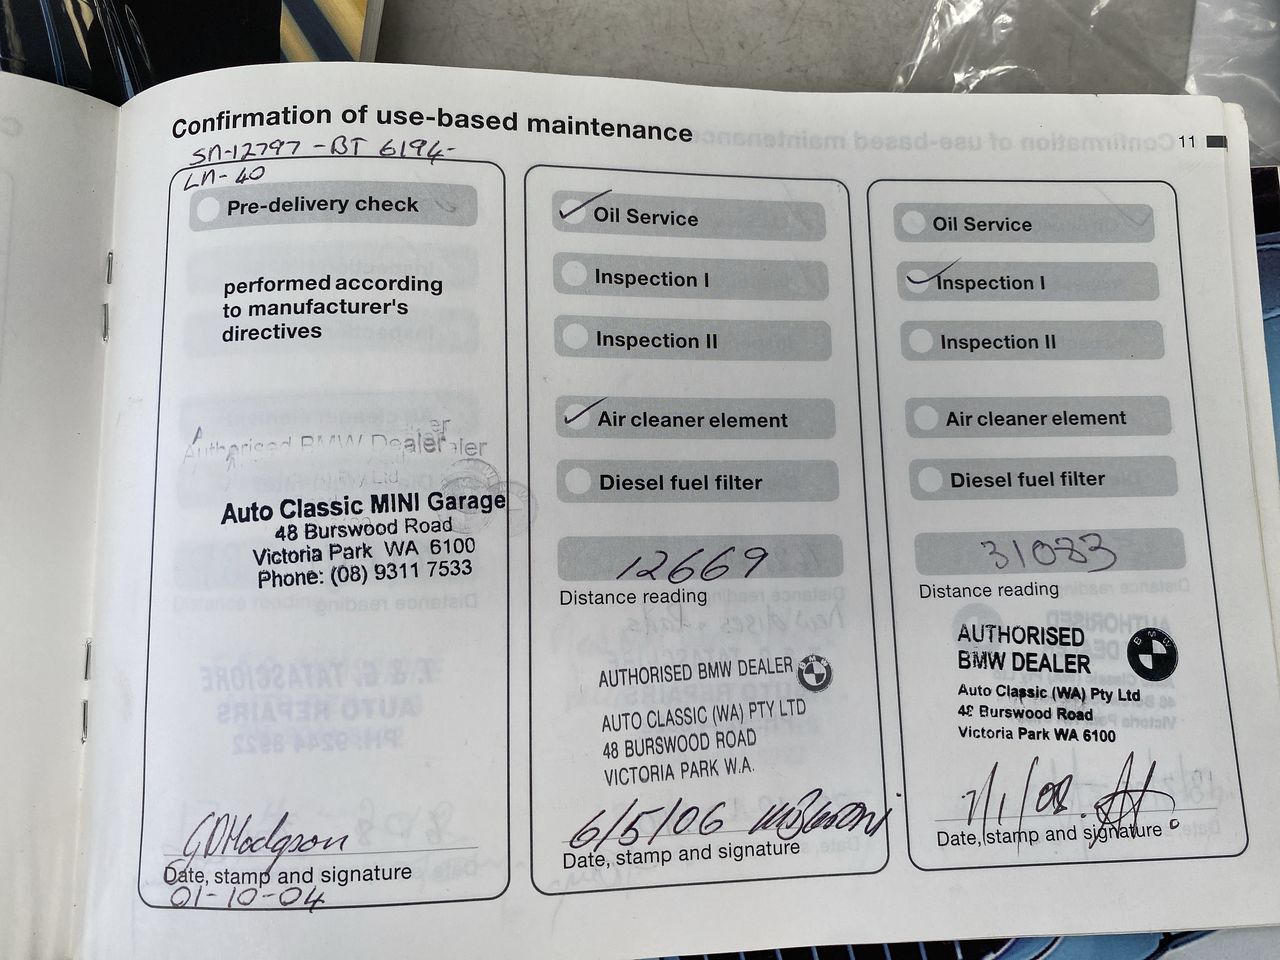 Confirmation of use-based maintenance
11
SN-12797 -BT 6194-
LN-40
Pre-delivery check
performed according
to manufacturer's
directives
Authorised BMW Dealer
Auto Classic MINI Garage
48 Burswood Road
Victoria Park WA 6100
Phone: (08) 9311 7533
GDHodgson
Date, stamp and signature
01-10-04
Oil Service
Inspection I
Inspection II
Air cleaner element
Diesel fuel filter
12669
Distance reading
AUTHORISED BMW DEALER
AUTO CLASSIC (WA) PTY LTD
48 BURSWOOD ROAD
VICTORIA PARK W.A.
6/5/06
Date, stamp and signature
Oil Service
Inspection I
Inspection II
Air cleaner element
Diesel fuel filter
31083
Distance reading
AUTHORISED
BMW DEALER
BMW
Auto Classic (WA) Pty Ltd
48 Burswood Road
Victoria Park WA 6100
7/1/08
Date, stamp and signature